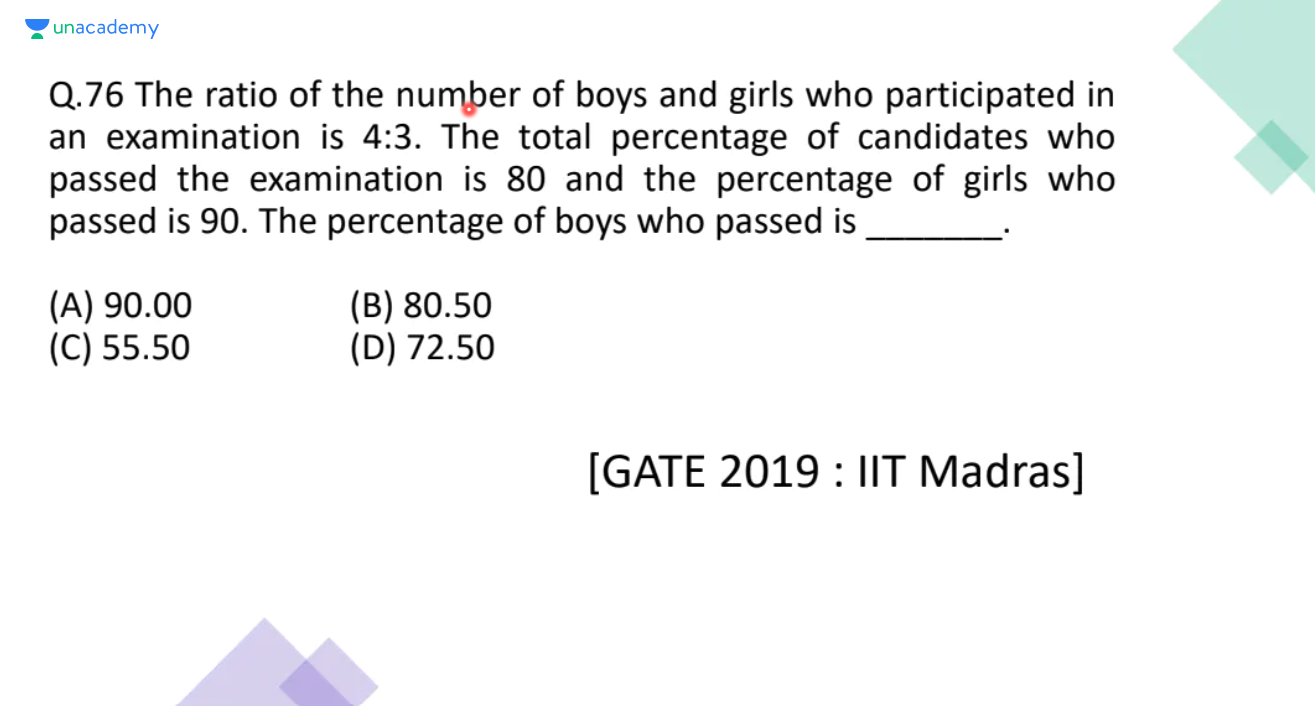 unacademy
Q.76 The ratio of the number of boys and girls who participated in
an examination is 4:3. The total percentage of candidates who
passed the examination is 80 and the percentage of girls who
passed is 90. The percentage of boys who passed is _______.
(A) 90.00 (B) 80.50
(C) 55.50 (D) 72.50
[GATE 2019 : IIT Madras]